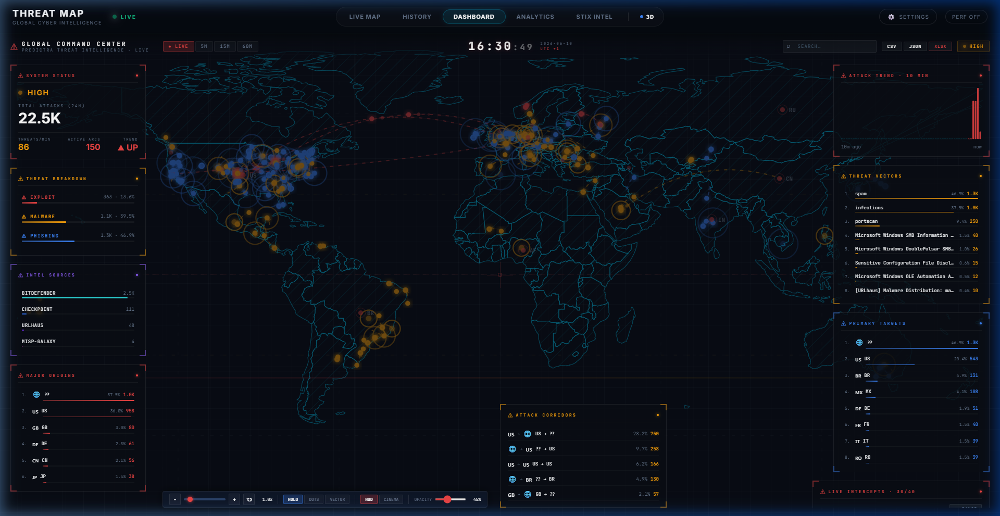 THREAT MAP
GLOBAL CYBER INTELLIGENCE
LIVE
LIVE MAP
HISTORY
DASHBOARD
ANALYTICS
STIX INTEL
3D
SETTINGS
PERF OFF
GLOBAL COMMAND CENTER
PREDICTRA THREAT INTELLIGENCE · LIVE
LIVE
5M
15M
60M
16:30:49
2026-06-18
UTC +1
SEARCH…
CSV
JSON
XLSX
HIGH
SYSTEM STATUS
HIGH
TOTAL ATTACKS (24H)
22.5K
THREATS/MIN
ACTIVE ARCS
TREND
86
150
▲ UP
THREAT BREAKDOWN
EXPLOIT 363 · 13.6%
MALWARE 1.1K · 39.5%
PHISHING 1.3K · 46.9%
INTEL SOURCES
BITDEFENDER 2.5K
CHECKPOINT 111
URLHAUS 48
MISP-GALAXY 4
MAJOR ORIGINS
1. ?? 37.5% 1.0K
2. US US 36.0% 958
3. GB GB 3.0% 80
4. DE DE 2.3% 61
5. CN CN 2.1% 56
6. JP JP 1.4% 38
US
BR
RU
CN
IN
- + 1.0x
HOLO
DOTS
VECTOR
HUD
CINEMA
OPACITY 45%
ATTACK CORRIDORS
US → US → ?? 28.2% 750
→ US ?? → US 9.7% 258
US → US US → US 6.2% 166
→ BR ?? → BR 4.9% 130
GB → GB → ?? 2.1% 57
ATTACK TREND · 10 MIN
10m ago
now
THREAT VECTORS
1. spam 46.9% 1.3K
2. infections 37.5% 1.0K
3. portscan 9.4% 250
4. Microsoft Windows SMB Information … 1.5% 40
5. Microsoft Windows DoublePulsar SMB… 1.0% 26
6. Sensitive Configuration File Discl… 0.6% 15
7. Microsoft Windows OLE Automation A… 0.5% 12
8. [URLhaus] Malware Distribution: ma… 0.4% 10
PRIMARY TARGETS
1. ?? 46.9% 1.3K
2. US US 20.4% 543
3. BR BR 4.9% 131
4. MX MX 4.1% 108
5. DE DE 1.9% 51
6. FR FR 1.5% 40
7. IT IT 1.5% 39
8. RO RO 1.5% 39
LIVE INTERCEPTS · 30/40